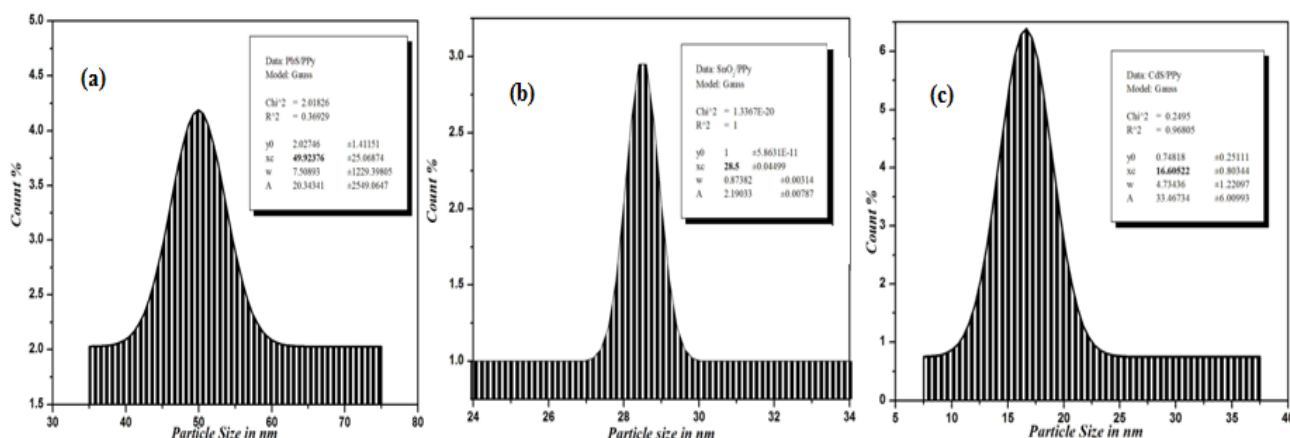 (a)
Count %
5.0
4.5
4.0
3.5
3.0
2.5
2.0
1.5
30 40 50 60 70 80
Particle Size in nm
Data: PbS/PPy
Model: Gauss
Chi^2 = 2.01826
R^2 = 0.36929
y0 2.02746 ±1.41151
xc 49.92376 ±25.06874
w 7.50893 ±1229.39805
A 20.34341 ±2549.0647
(b)
Count %
3.0
2.5
2.0
1.5
1.0
24 26 28 30 32 34
Particle Size in nm
Data: SnO2/PPy
Model: Gauss
Chi^2 = 1.3367E-20
R^2 = 1
y0 1 ±5.8631E-11
xc 28.5 ±0.04499
w 0.87382 ±0.00314
A 2.19033 ±0.00787
(c)
Count %
6
5
4
3
2
1
0
5 10 15 20 25 30 35 40
Particle Size in nm
Data: CdS/PPy
Model: Gauss
Chi^2 = 0.2495
R^2 = 0.96805
y0 0.74818 ±0.25111
xc 16.60522 ±0.80344
w 4.73436 ±1.22097
A 33.46734 ±6.00993